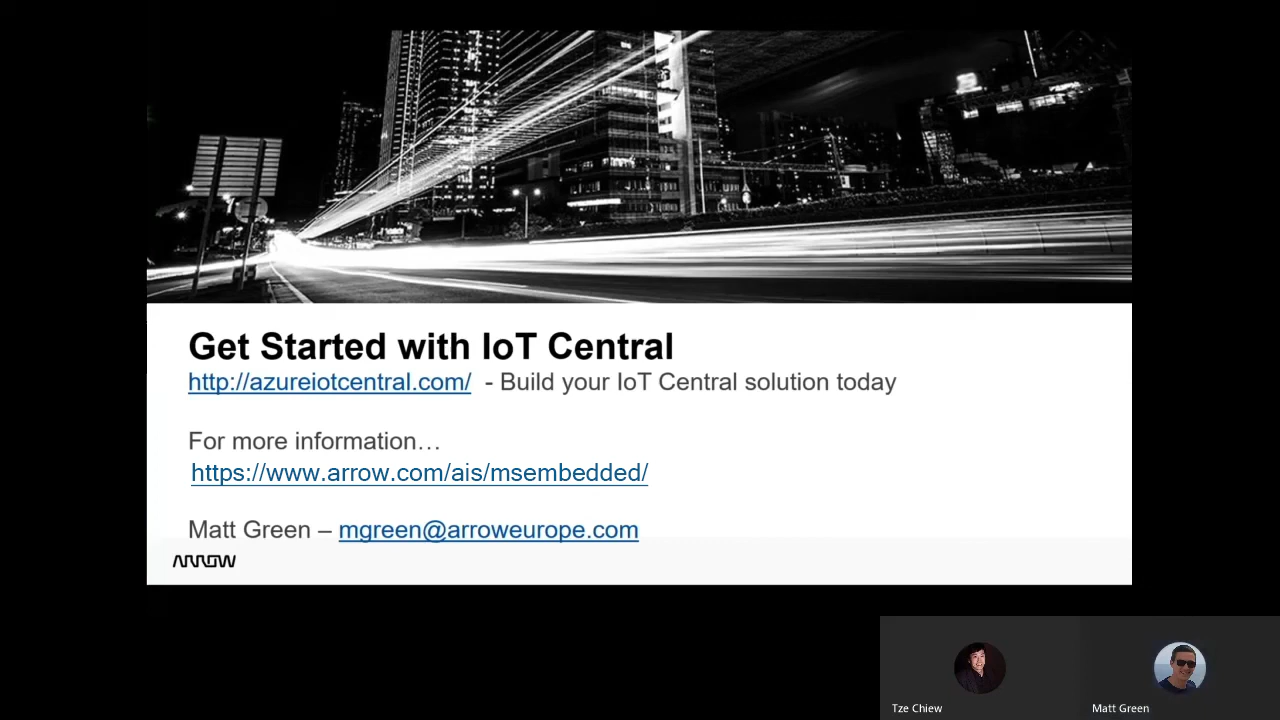 Get Started with IoT Central
http://azureiotcentral.com/ - Build your IoT Central solution today
For more information…
https://www.arrow.com/ais/msembedded/
Matt Green – mgreen@arroweurope.com
ARROW
Tze Chiew
Matt Green